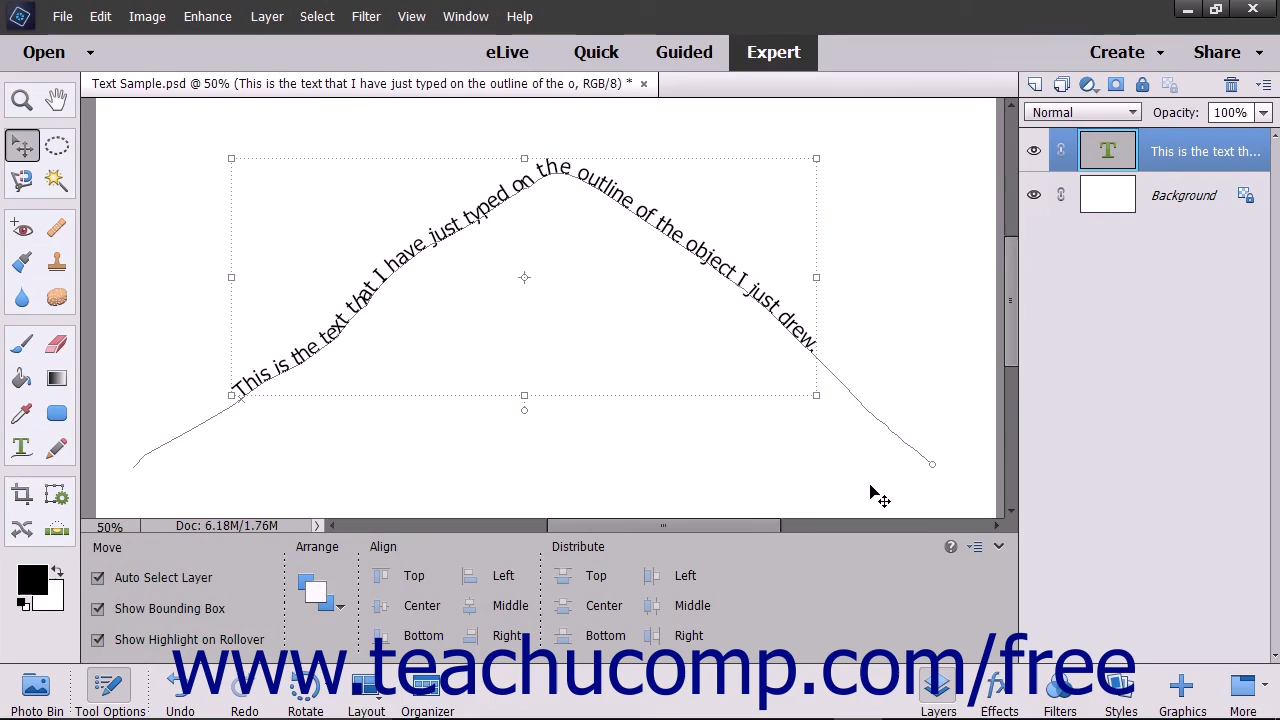 File Edit Image Enhance Layer Select Filter View Window Help
Open eLive Quick Guided Expert Create Share
Text Sample.psd @ 50% (This is the text that I have just typed on the outline of the o, RGB/8) * ×
Normal Opacity: 100%
T This is the text th...
Background
This is the text that I have just typed on the outline of the object I just drew.
50% Doc: 6.18M/1.76M
Move Arrange Align Distribute
Auto Select Layer Top Left Top Left
Show Bounding Box Center Middle Center Middle
Show Highlight on Rollover Bottom Right Bottom Right
www.teachucomp.com/free
Photo Bin Tool Options Undo Redo Rotate Layout Organizer Layers Effects Filters Styles Graphics More